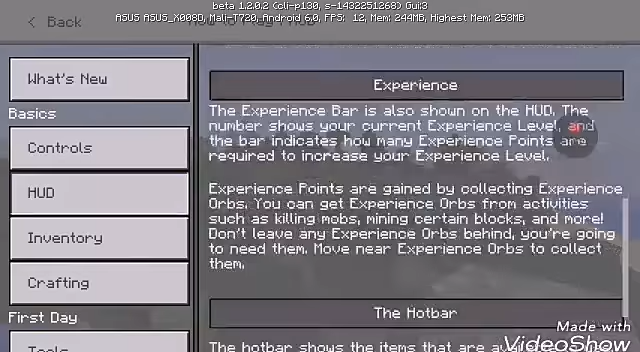 beta 1.2.0.2 (cli-p130, s-1432251268) Gui:3
ASUS ASUS_X008D, Mali-T720, Android 6.0, FPS: 12, Mem: 244MB, Highest Mem: 253MB
< Back
What's New
Basics
Controls
HUD
Inventory
Crafting
First Day
Tools
Experience
The Experience Bar is also shown on the HUD. The
number shows your current Experience Level, and
the bar indicates how many Experience Points are
required to increase your Experience Level.
Experience Points are gained by collecting Experience
Orbs. You can get Experience Orbs from activities
such as killing mobs, mining certain blocks, and more!
Don't leave any Experience Orbs behind, you're going
to need them. Move near Experience Orbs to collect
them.
The Hotbar
The hotbar shows the items that are
Made with
VideoShow